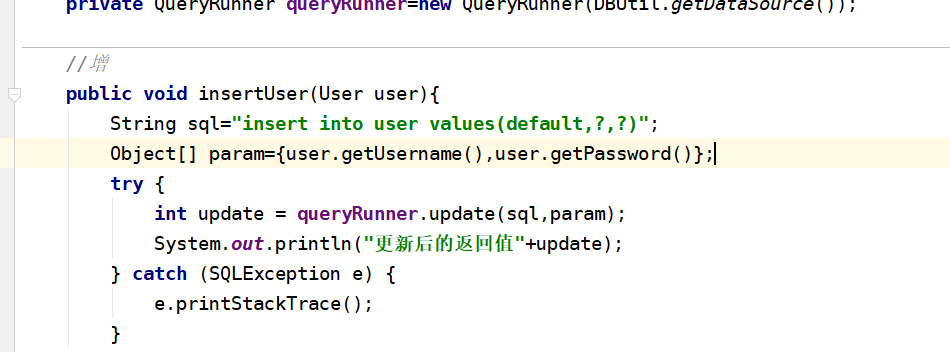 private QueryRunner queryRunner=new QueryRunner(DBUtil.getDataSource());
//增
public void insertUser(User user){
String sql="insert into user values(default,?,?)";
Object[] param={user.getUsername(),user.getPassword()};
try {
int update = queryRunner.update(sql,param);
System.out.println("更新后的返回值"+update);
} catch (SQLException e) {
e.printStackTrace();
}